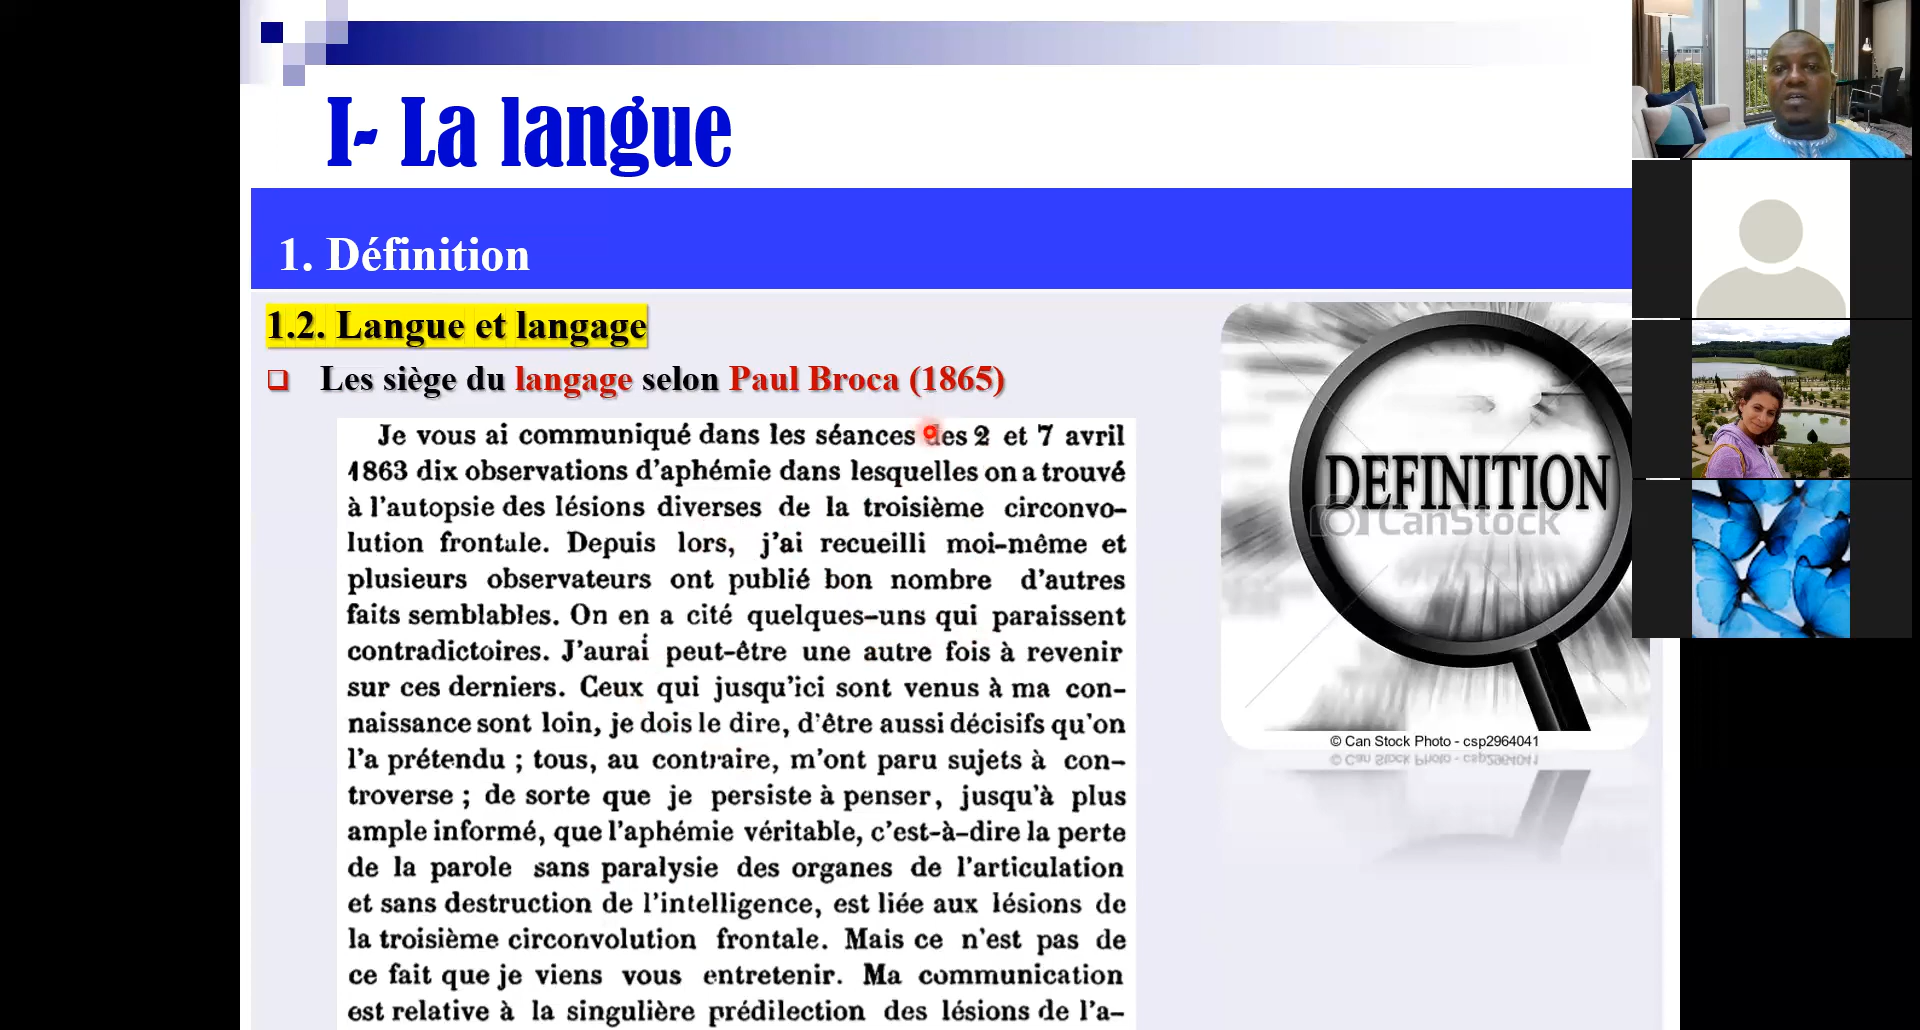 I- La langue
1. Définition
1.2. Langue et langage
Les siège du langage selon Paul Broca (1865)
Je vous ai communiqué dans les séances des 2 et 7 avril
1863 dix observations d'aphémie dans lesquelles on a trouvé
à l'autopsie des lésions diverses de la troisième circonvo-
lution frontale. Depuis lors, j'ai recueilli moi-même et
plusieurs observateurs ont publié bon nombre d'autres
faits semblables. On en a cité quelques-uns qui paraissent
contradictoires. J'aurai peut-être une autre fois à revenir
sur ces derniers. Ceux qui jusqu'ici sont venus à ma con-
naissance sont loin, je dois le dire, d'être aussi décisifs qu'on
l'a prétendu ; tous, au contraire, m'ont paru sujets à con-
troverse ; de sorte que je persiste à penser, jusqu'à plus
ample informé, que l'aphémie véritable, c'est-à-dire la perte
de la parole sans paralysie des organes de l'articulation
et sans destruction de l'intelligence, est liée aux lésions de
la troisième circonvolution frontale. Mais ce n'est pas de
ce fait que je viens vous entretenir. Ma communication
est relative à la singulière prédilection des lésions de l'a-
DEFINITION
CanStock
© Can Stock Photo - csp2964041